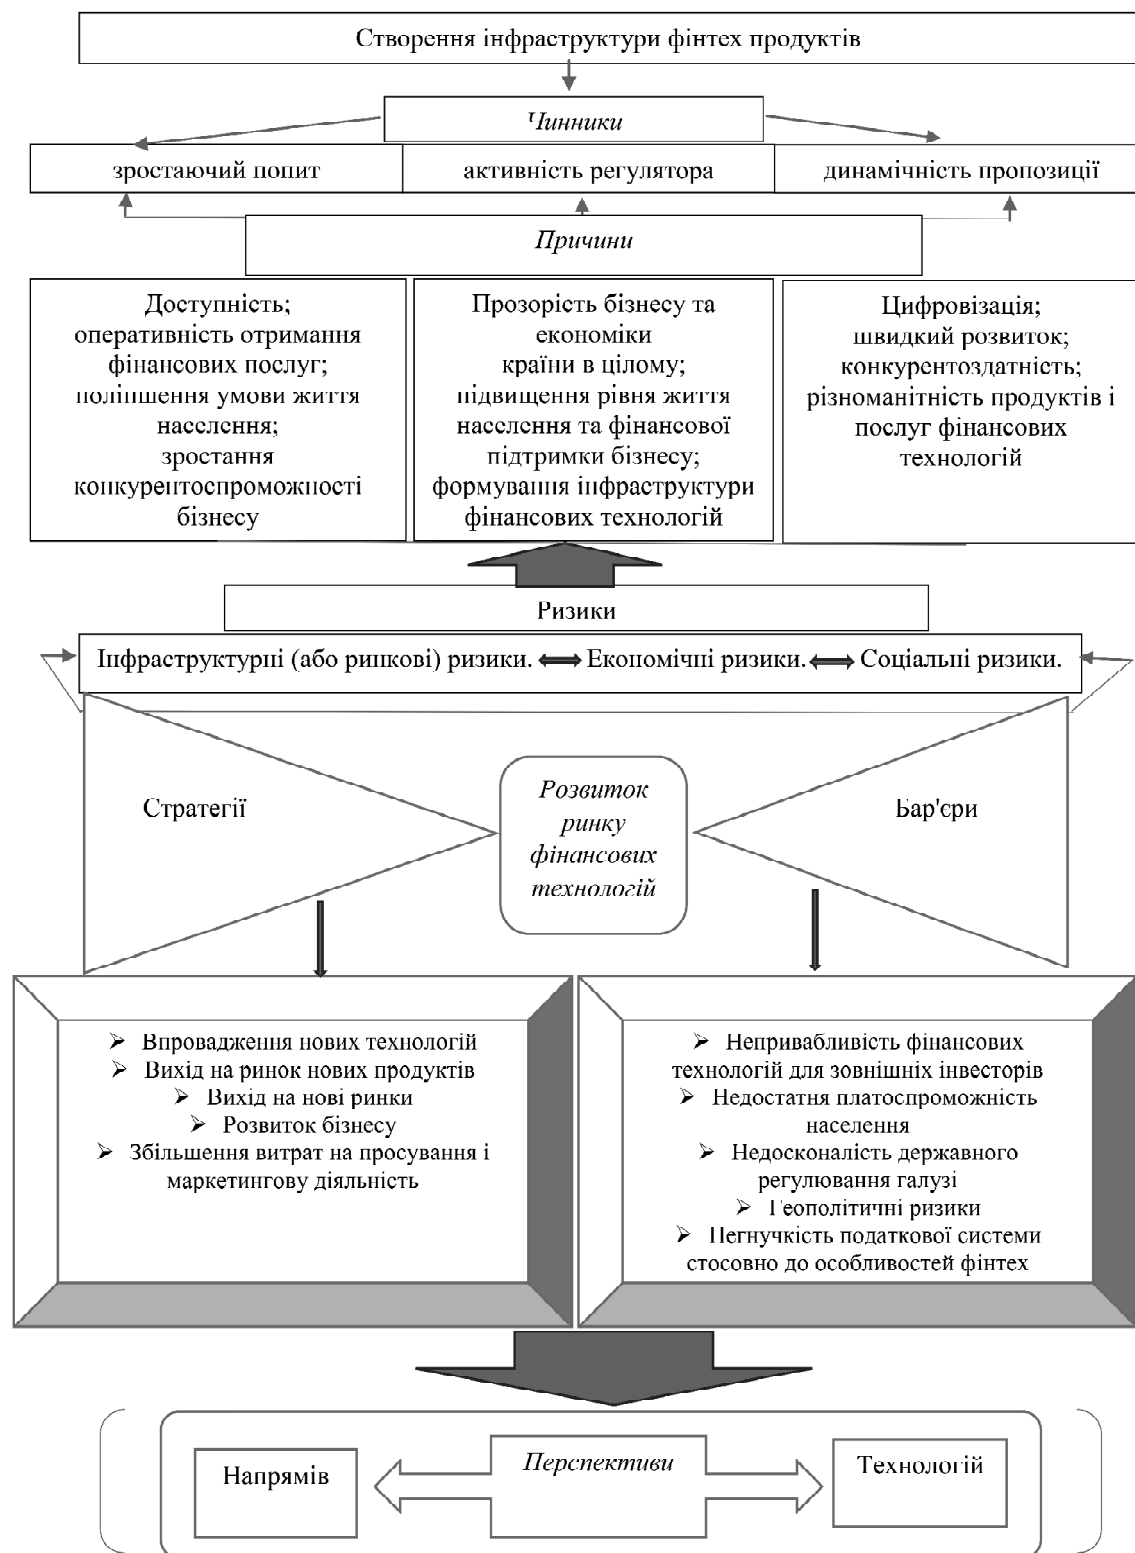 Створення інфраструктури фінтех продуктів
Чинники
зростаючий попит
активність регулятора
динамічність пропозиції
Причини
Доступність;
оперативність отримання
фінансових послуг;
поліпшення умови життя
населення;
зростання
конкурентоспроможності
бізнесу
Прозорість бізнесу та
економіки
країни в цілому;
підвищення рівня життя
населення та фінансової
підтримки бізнесу;
формування інфраструктури
фінансових технологій
Цифровізація;
швидкий розвиток;
конкурентоздатність;
різноманітність продуктів і
послуг фінансових
технологій
Ризики
Інфраструктурні (або ринкові) ризики. Економічні ризики. Соціальні ризики.
Стратегії
Розвиток
ринку
фінансових
технологій
Бар'єри
➢ Впровадження нових технологій
➢ Вихід на ринок нових продуктів
➢ Вихід на нові ринки
➢ Розвиток бізнесу
➢ Збільшення витрат на просування і
маркетингову діяльність
➢ Непривабливість фінансових
технологій для зовнішніх інвесторів
➢ Недостатня платоспроможність
населення
➢ Недосконалість державного
регулювання галузі
➢ Геополітичні ризики
➢ Негнучкість податкової системи
стосовно до особливостей фінтех
Напрямів
Перспективи
Технологій